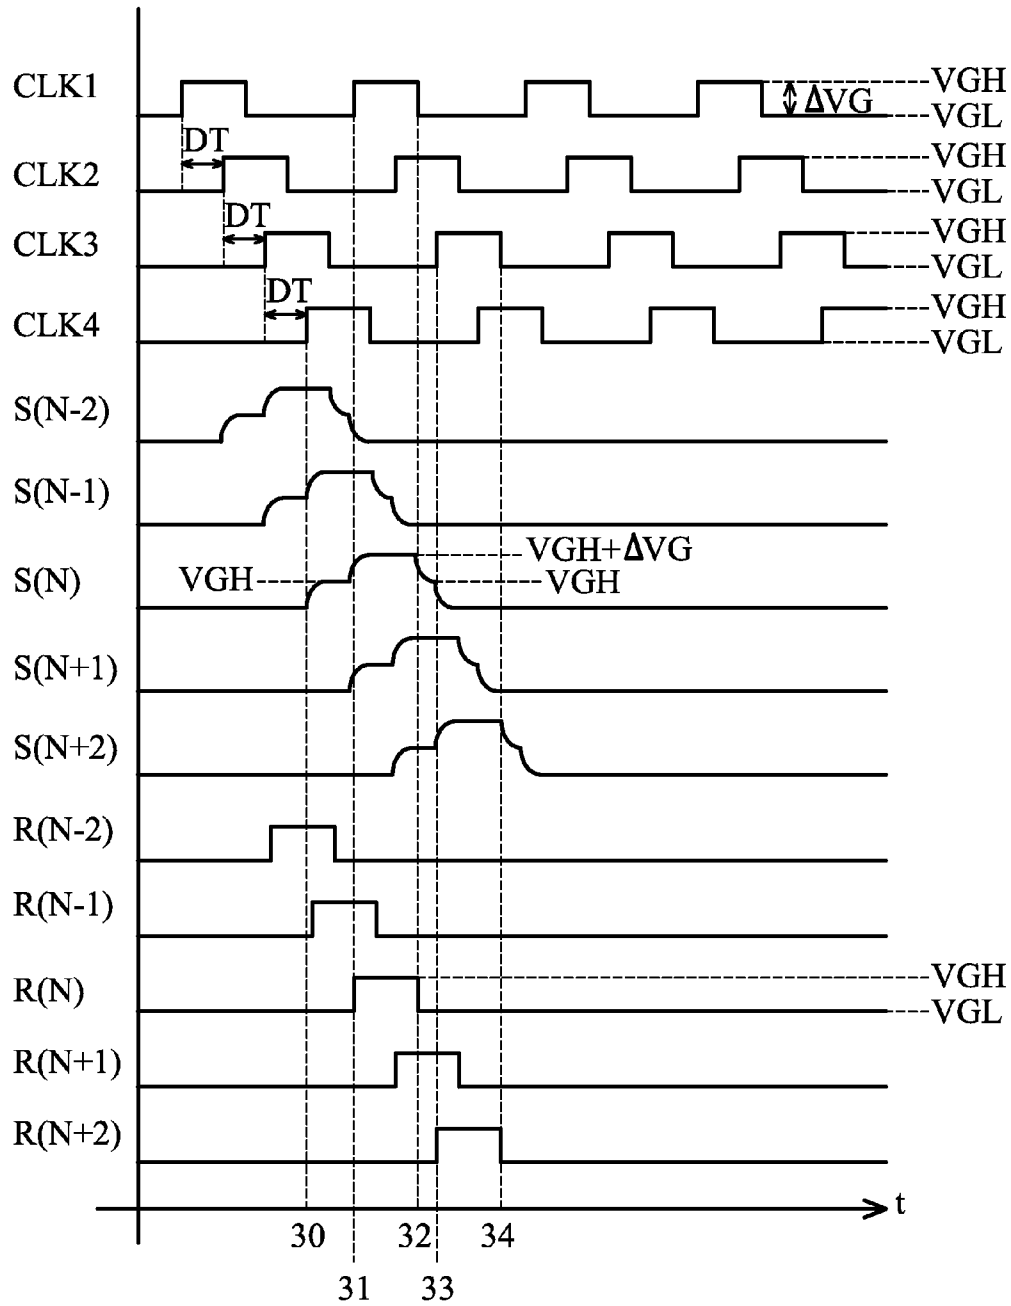 CLK1
VGH
ΔVG
VGL
DT
CLK2
VGH
VGL
DT
CLK3
VGH
VGL
DT
CLK4
VGH
VGL
S(N-2)
S(N-1)
VGH+ΔVG
S(N)
VGH
VGH
S(N+1)
S(N+2)
R(N-2)
R(N-1)
R(N)
VGH
VGL
R(N+1)
R(N+2)
t
30
32
34
31
33